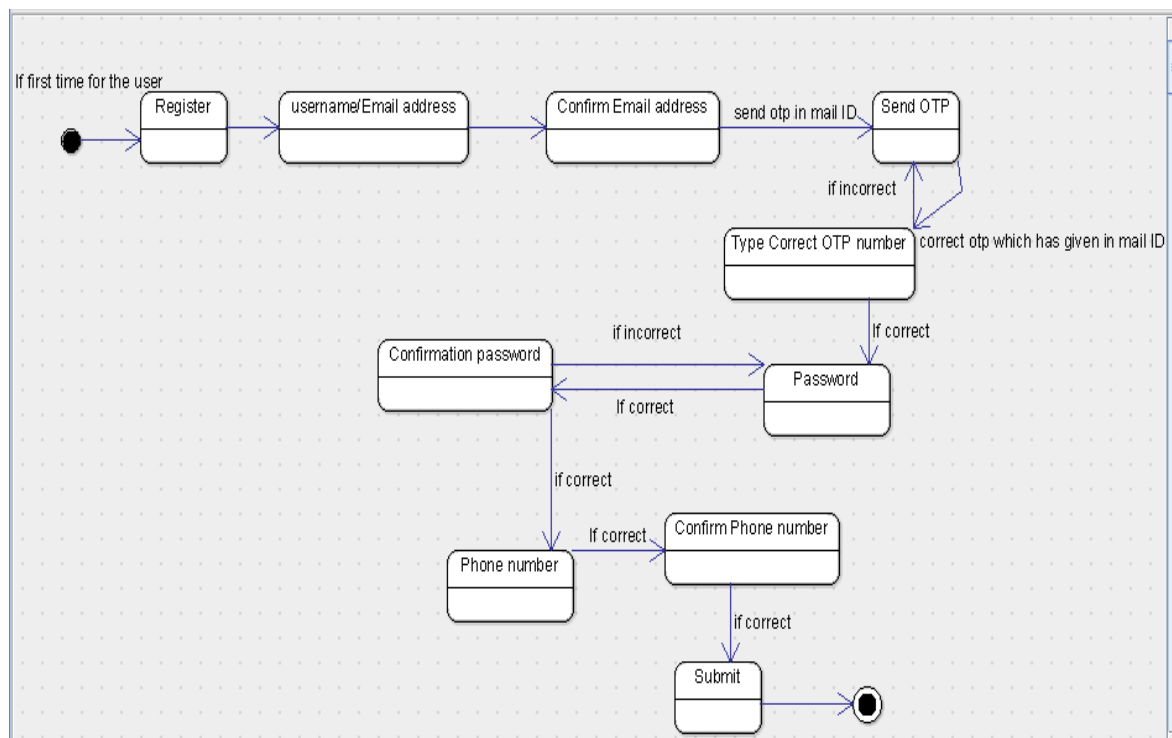 If first time for the user
Register
username/Email address
Confirm Email address
send otp in mail ID
Send OTP
if incorrect
Type Correct OTP number
correct otp which has given in mail ID
If correct
if incorrect
Confirmation password
Password
If correct
if correct
If correct
Confirm Phone number
Phone number
if correct
Submit